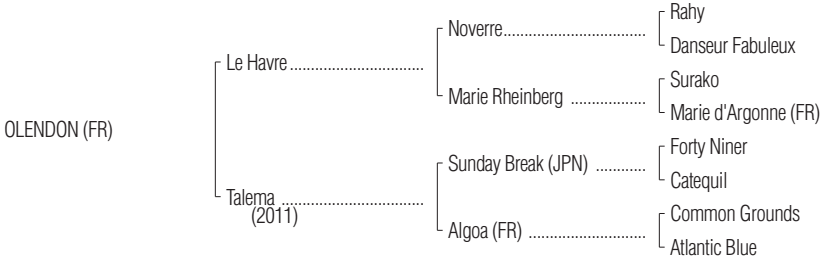 Rahy
Noverre................................
Danseur Fabuleux
Le Havre..............................
Surako
Marie Rheinberg .................
Marie d'Argonne (FR)
OLENDON (FR)
Forty Niner
Sunday Break (JPN) ...........
Catequil
Talema ................................
(2011)
Common Grounds
Algoa (FR) ..........................
Atlantic Blue